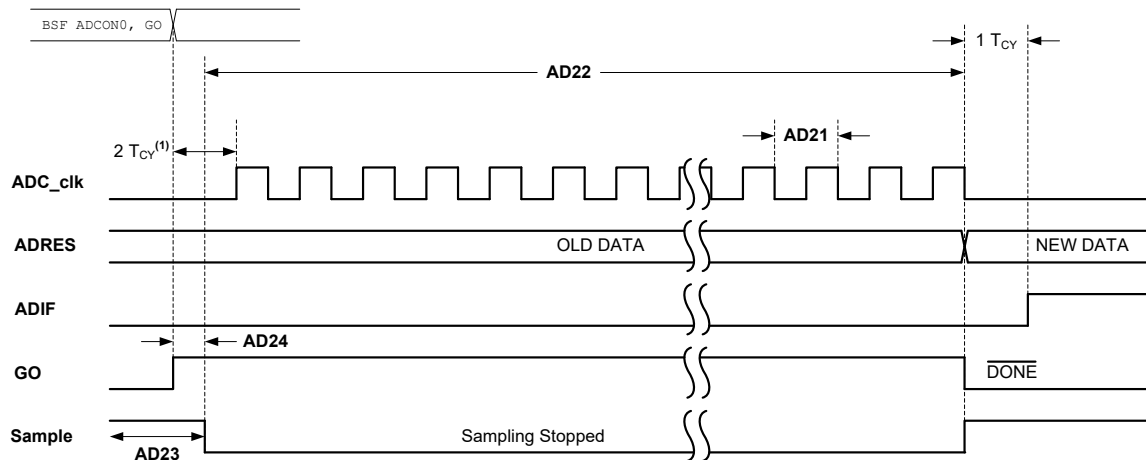 BSF ADCON0, GO
1 TCY
AD22
2 TCY(1)
AD21
ADC_clk
ADRES
OLD DATA
NEW DATA
ADIF
AD24
GO
DONE
Sample
Sampling Stopped
AD23